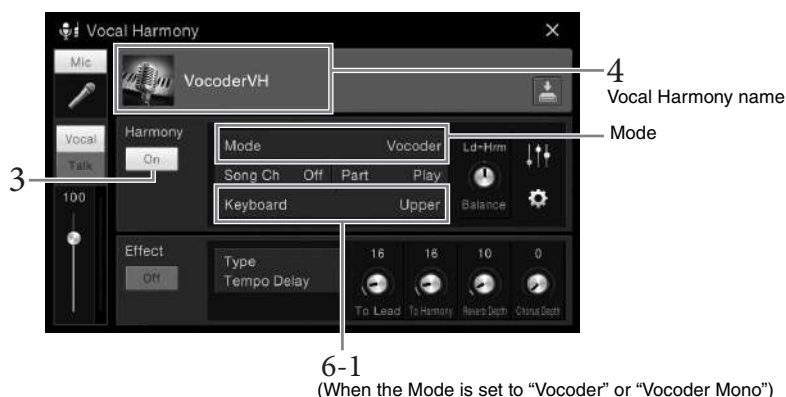 Vocal Harmony ×
Mic
VocoderVH
4
Vocal Harmony name
Vocal
Talk
Harmony
On
Mode Vocoder
Mode
Ld-Hrm
Song Ch Off Part Play
Balance
3
Keyboard Upper
100
Effect
Off
Type
Tempo Delay
16 16 10 0
To Lead To Harmony Reverb Depth Chorus Depth
6-1
(When the Mode is set to “Vocoder” or “Vocoder Mono”)